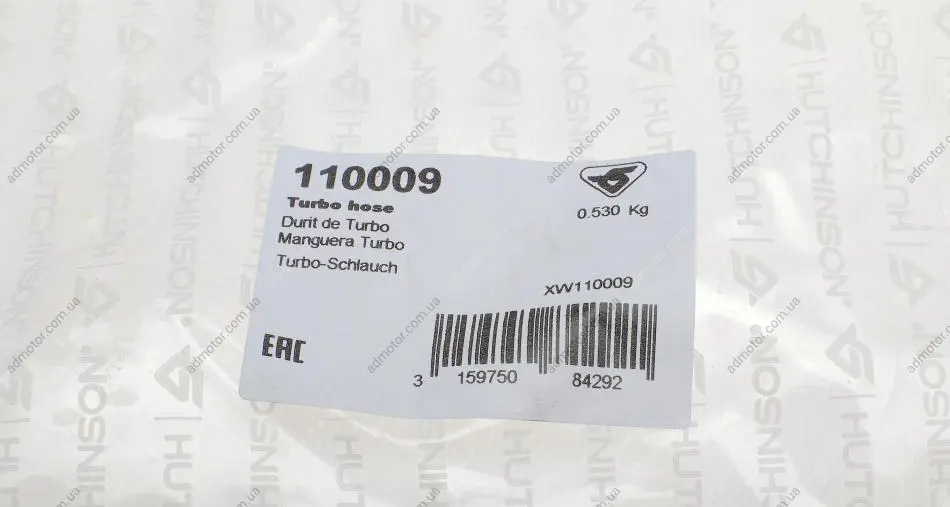 110009
Turbo hose
Durit de Turbo
Manguera Turbo
Turbo-Schlauch
0.530 Kg
XW110009
EAC
3 159750 84292
HUTCHINSON
admotor.com.ua